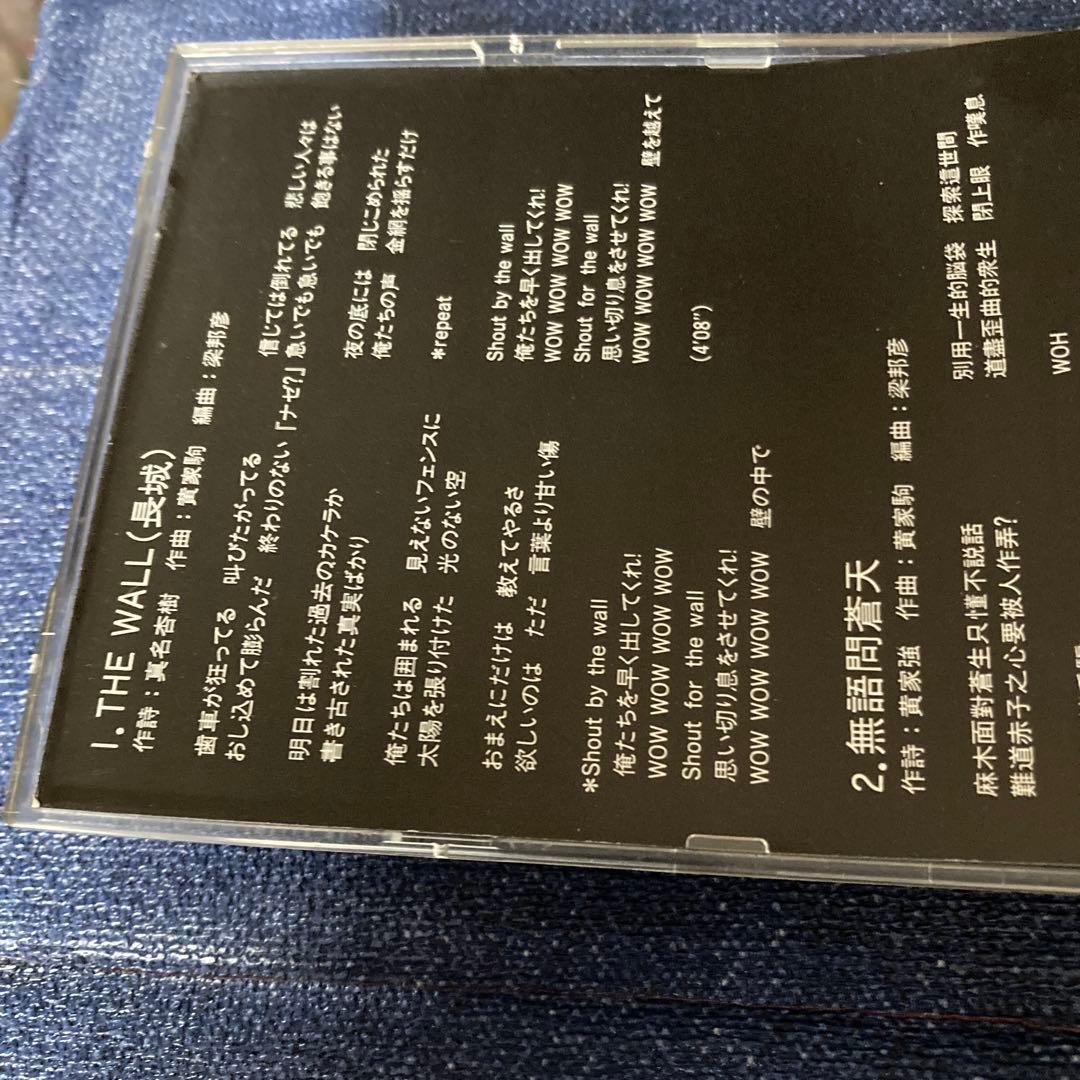 1.THE WALL(長城)
作詩：真名杏樹　作曲：黄家駒　編曲：梁邦彦
歯車が狂ってる　叫びたがってる
おし込めて膨らんだ　終わりのない「ナゼ?」
明日は割れた過去のカケラか
書き古された真実ばかり
俺たちは囲まれる　見えないフェンスに
太陽を張り付けた　光のない空
おまえにだけは　教えてやるさ
欲しいのは　ただ　言葉より甘い傷
*Shout by the wall
俺たちを早く出してくれ!
WOW WOW WOW WOW
Shout for the wall
思い切り息をさせてくれ!
WOW WOW WOW WOW　壁の中で
信じては倒れてる　悲しい人々は
急いでも急いでも　飽きる事はない
夜の底には　閉じこめられた
俺たちの声　金網を揺らすだけ
*repeat
Shout by the wall
俺たちを早く出してくれ!
WOW WOW WOW WOW
Shout for the wall
思い切り息をさせてくれ!
WOW WOW WOW WOW　壁を越えて
(4'08")
2.無語問蒼天
作詩：黄家強　作曲：黄家駒　編曲：梁邦彦
麻木面對蒼生只懂不説話
難道赤子之心要被人作弄?
別用一生的脳袋　探索這世間
道盡歪曲的衆生　閉上眼　作嘆息
WOH